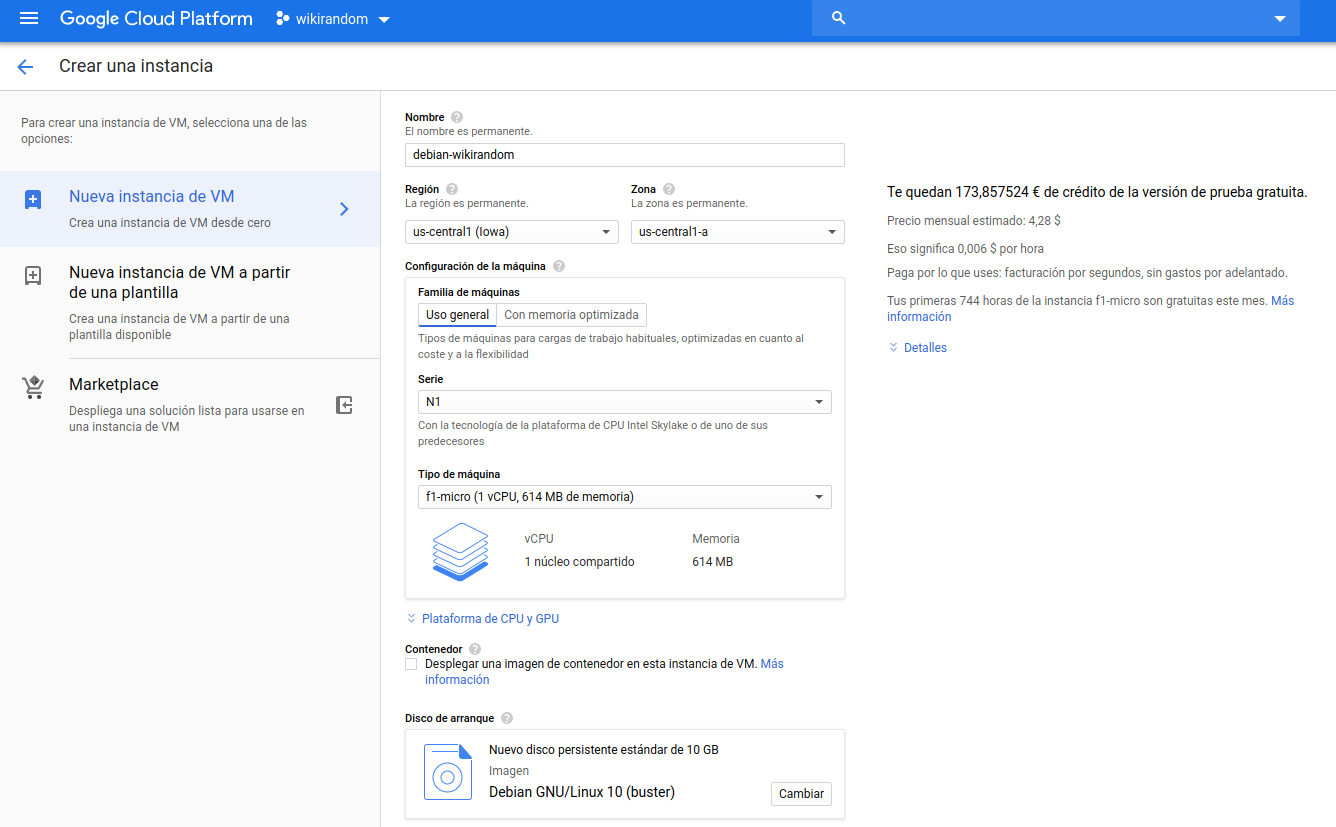 Google Cloud Platform
wikirandom
Crear una instancia
Para crear una instancia de VM, selecciona una de las
opciones:
Nueva instancia de VM
Crea una instancia de VM desde cero
Nueva instancia de VM a partir
de una plantilla
Crea una instancia de VM a partir de una
plantilla disponible
Marketplace
Despliega una solución lista para usarse en
una instancia de VM
Nombre ?
El nombre es permanente.
debian-wikirandom
Región ?
La región es permanente.
us-central1 (Iowa)
Zona ?
La zona es permanente.
us-central1-a
Configuración de la máquina ?
Familia de máquinas
Uso general
Con memoria optimizada
Tipos de máquinas para cargas de trabajo habituales, optimizadas en cuanto al
coste y a la flexibilidad
Serie
N1
Con la tecnología de la plataforma de CPU Intel Skylake o de uno de sus
predecesores
Tipo de máquina
f1-micro (1 vCPU, 614 MB de memoria)
vCPU
1 núcleo compartido
Memoria
614 MB
Plataforma de CPU y GPU
Contenedor ?
Desplegar una imagen de contenedor en esta instancia de VM. Más
información
Disco de arranque ?
Nuevo disco persistente estándar de 10 GB
Imagen
Debian GNU/Linux 10 (buster)
Cambiar
Te quedan 173,857524 € de crédito de la versión de prueba gratuita.
Precio mensual estimado: 4,28 $
Eso significa 0,006 $ por hora
Paga por lo que uses: facturación por segundos, sin gastos por adelantado.
Tus primeras 744 horas de la instancia f1-micro son gratuitas este mes. Más
información
Detalles